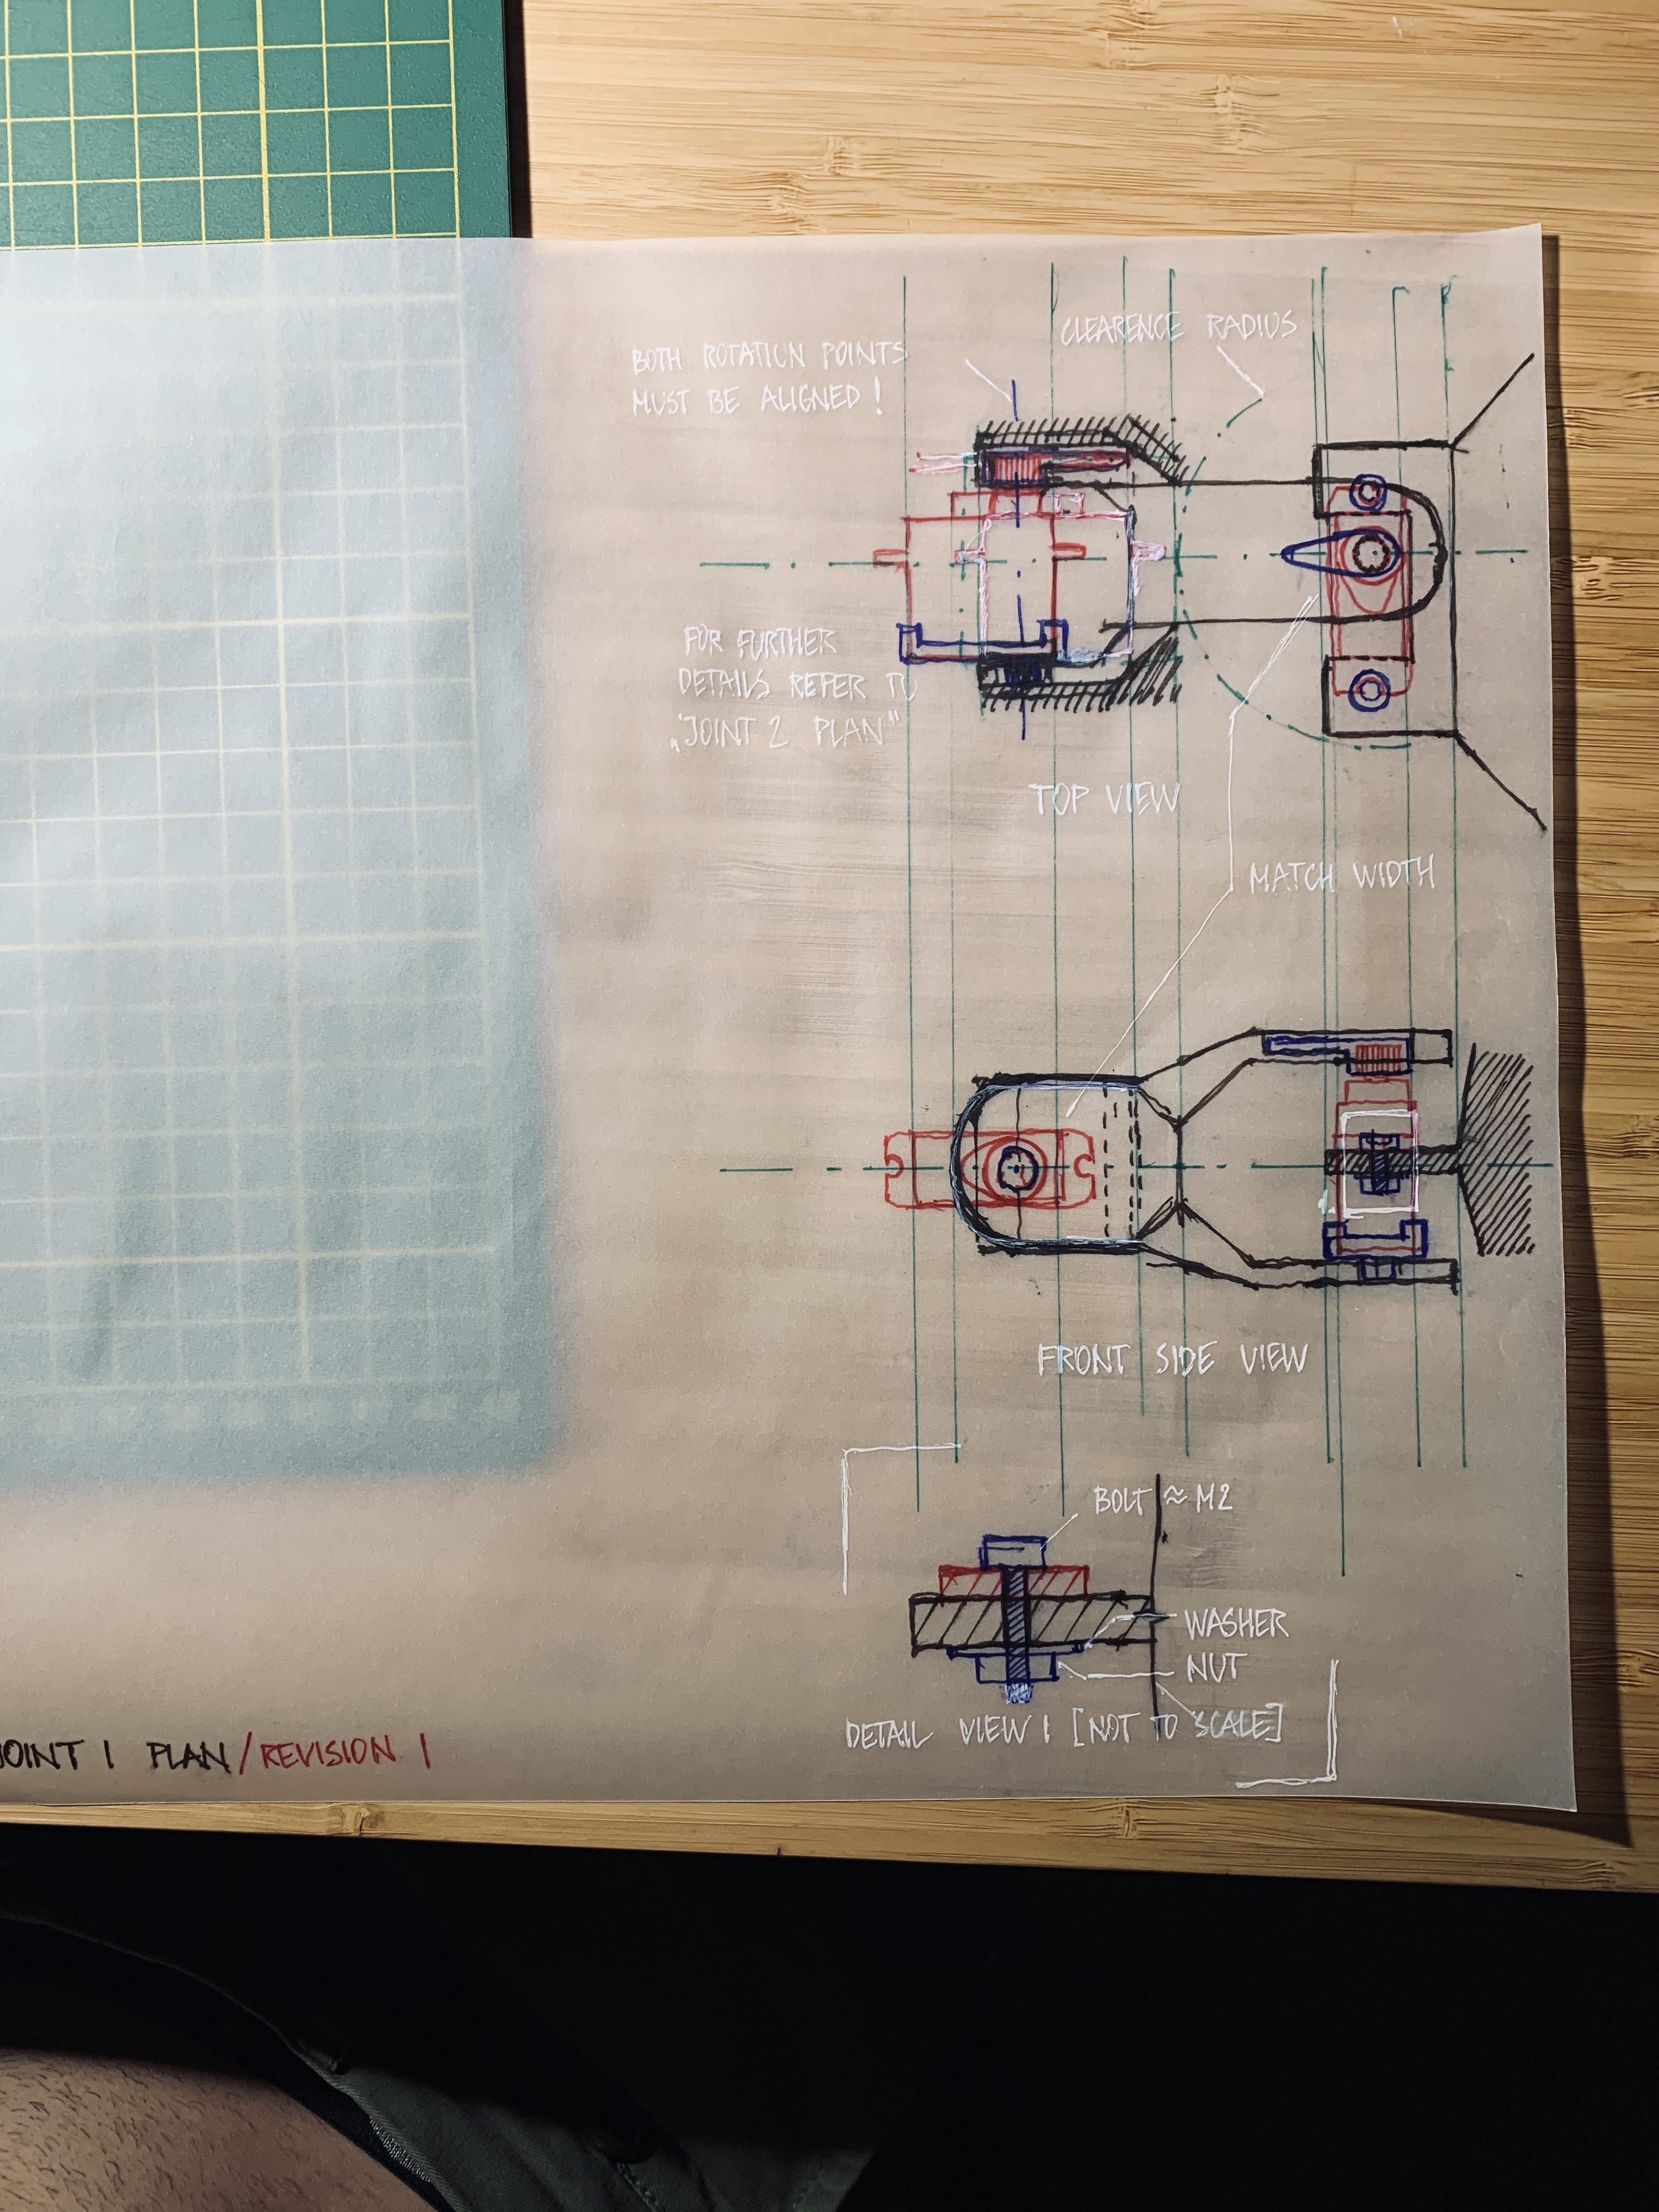 CLEARENCE RADIUS
BOTH ROTATION POINTS
MUST BE ALIGNED!
FOR FURTHER
DETAILS REFER TO
„JOINT 2 PLAN"
TOP VIEW
MATCH WIDTH
FRONT SIDE VIEW
BOLT ≈ M2
WASHER
NUT
DETAIL VIEW 1 [NOT TO SCALE]
JOINT 1 PLAN/REVISION 1